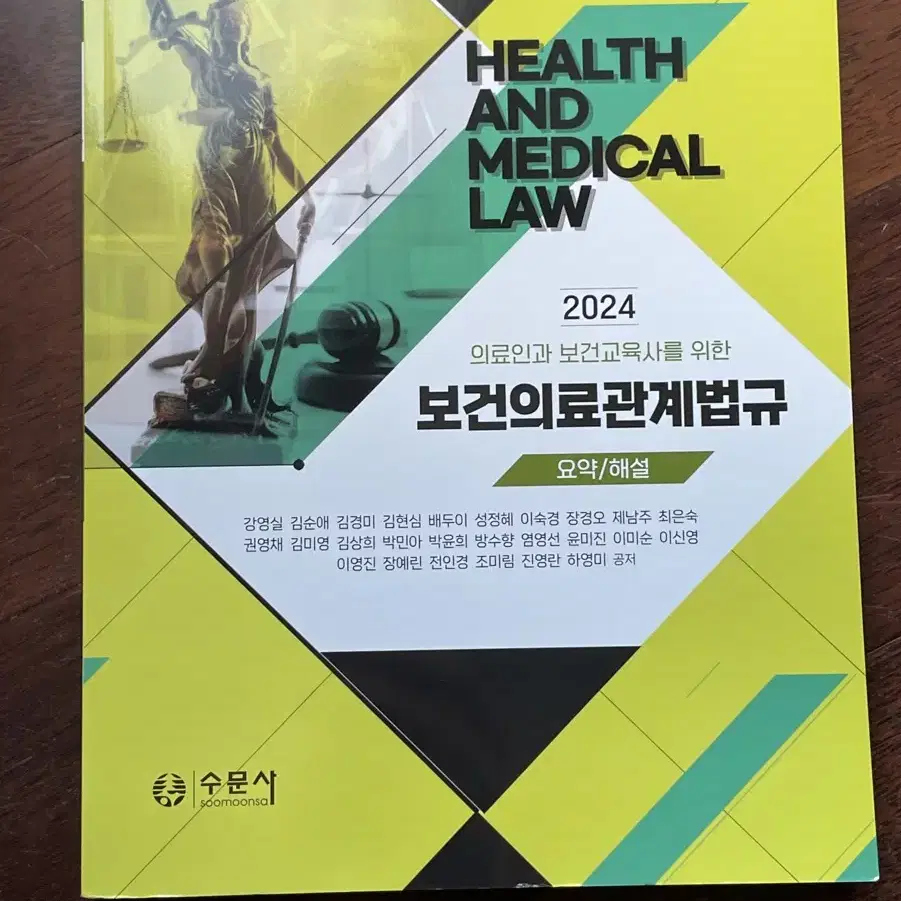 HEALTH
AND
MEDICAL
LAW
2024
의료인과 보건교육사를 위한
보건의료관계법규
요약/해설
강영실 김순애 김경미 김현심 배두이 성정혜 이숙경 장경오 제남주 최은숙
권영채 김미영 김상희 박민아 박윤희 방수향 염영선 윤미진 이미순 이신영
이영진 장예린 전인경 조미림 진영란 하영미 공저
수문사
soomoonsa